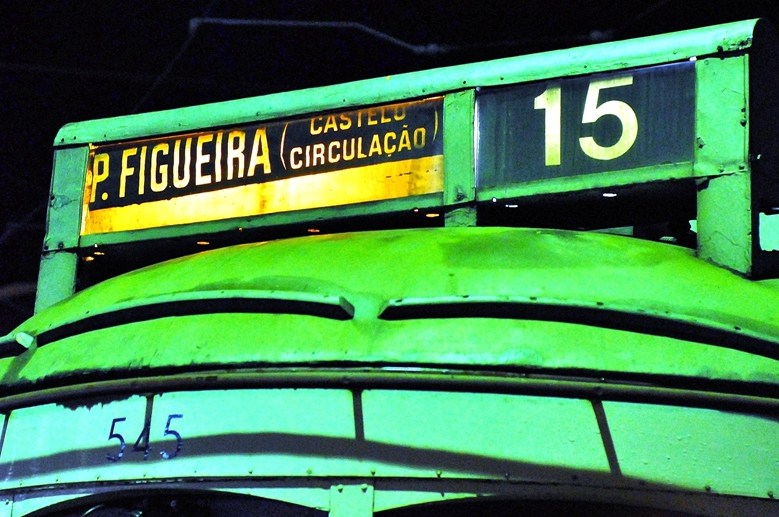 P. FIGUEIRA (CASTELO
CIRCULAÇÃO)
15
545